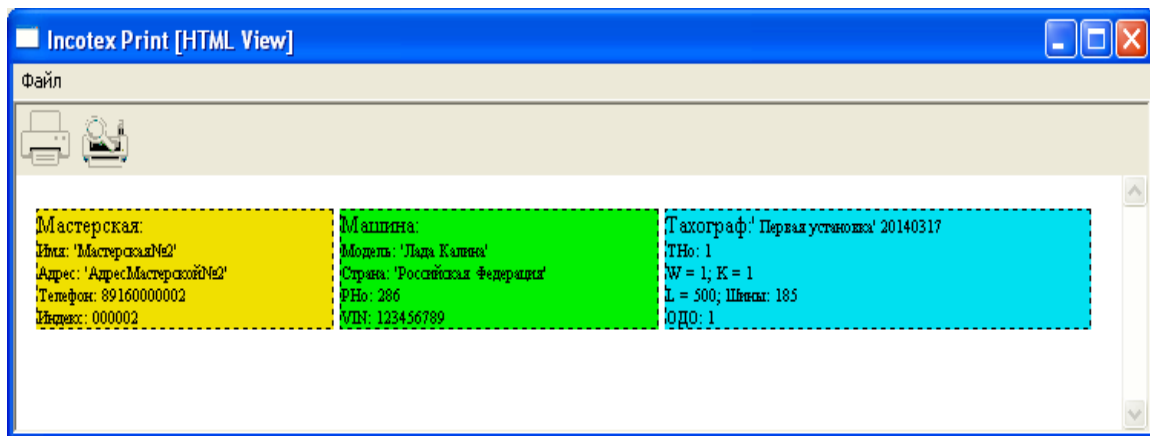 Incotex Print [HTML View]
Файл
Мастерская:
Имя: 'Мастерская№2'
Адрес: 'АдресМастерской№2'
Телефон: 89160000002
Индекс: 000002
Машина:
Модель: 'Лада Калина'
Страна: 'Российская Федерация'
РНо: 286
VIN: 123456789
Тахограф:' Первая установка' 20140317
ТНо: 1
W = 1; K = 1
L = 500; Шины: 185
ОДО: 1